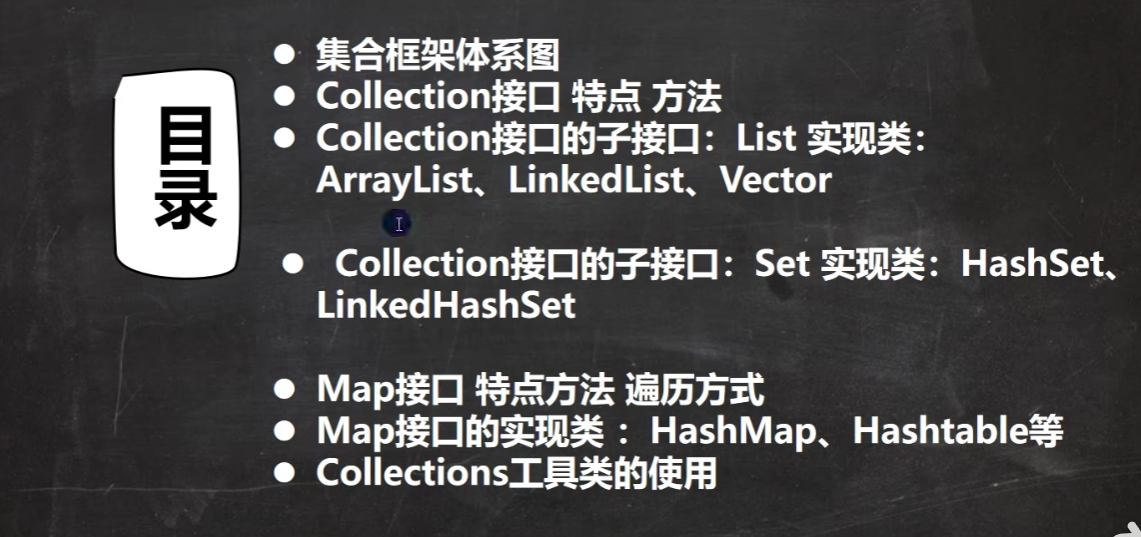 目录
集合框架体系图
Collection接口 特点 方法
Collection接口的子接口：List 实现类：
ArrayList、LinkedList、Vector
Collection接口的子接口：Set 实现类：HashSet、
LinkedHashSet
Map接口 特点方法 遍历方式
Map接口的实现类 ：HashMap、Hashtable等
Collections工具类的使用